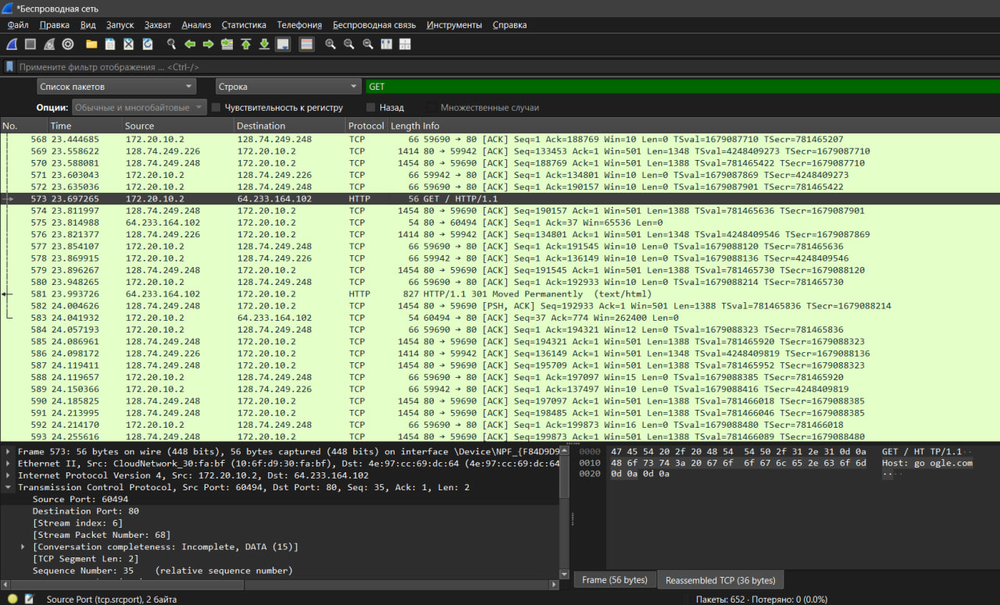 *Беспроводная сеть
Файл Правка Вид Запуск Захват Анализ Статистика Телефония Беспроводная связь Инструменты Справка
Примените фильтр отображения ... <Ctrl-/>
Список пакетов Строка GET
Опции: Обычные и многобайтовые Чувствительность к регистру Назад Множественные случаи
No. Time Source Destination Protocol Length Info
568 23.444685 172.20.10.2 128.74.249.248 TCP 66 59690 → 80 [ACK] Seq=1 Ack=188769 Win=10 Len=0 TSval=1679087710 TSecr=781465207
569 23.558622 128.74.249.226 172.20.10.2 TCP 1414 80 → 59942 [ACK] Seq=133453 Ack=1 Win=501 Len=1348 TSval=4248409273 TSecr=1679087710
570 23.588081 128.74.249.248 172.20.10.2 TCP 1454 80 → 59690 [ACK] Seq=188769 Ack=1 Win=501 Len=1388 TSval=781465422 TSecr=1679087710
571 23.603043 172.20.10.2 128.74.249.226 TCP 66 59942 → 80 [ACK] Seq=1 Ack=134801 Win=10 Len=0 TSval=1679087869 TSecr=4248409273
572 23.635036 172.20.10.2 128.74.249.248 TCP 66 59690 → 80 [ACK] Seq=1 Ack=190157 Win=10 Len=0 TSval=1679087901 TSecr=781465422
573 23.697265 172.20.10.2 64.233.164.102 HTTP 56 GET / HTTP/1.1
574 23.811997 128.74.249.248 172.20.10.2 TCP 1454 80 → 59690 [ACK] Seq=190157 Ack=1 Win=501 Len=1388 TSval=781465636 TSecr=1679087901
575 23.814988 64.233.164.102 172.20.10.2 TCP 54 80 → 60494 [ACK] Seq=1 Ack=37 Win=65536 Len=0
576 23.821377 128.74.249.226 172.20.10.2 TCP 1414 80 → 59942 [ACK] Seq=134801 Ack=1 Win=501 Len=1348 TSval=4248409546 TSecr=1679087869
577 23.854107 172.20.10.2 128.74.249.248 TCP 66 59690 → 80 [ACK] Seq=1 Ack=191545 Win=10 Len=0 TSval=1679088120 TSecr=781465636
578 23.869915 172.20.10.2 128.74.249.226 TCP 66 59942 → 80 [ACK] Seq=1 Ack=136149 Win=10 Len=0 TSval=1679088136 TSecr=4248409546
579 23.896267 128.74.249.248 172.20.10.2 TCP 1454 80 → 59690 [ACK] Seq=191545 Ack=1 Win=501 Len=1388 TSval=781465730 TSecr=1679088120
580 23.948265 172.20.10.2 128.74.249.248 TCP 66 59690 → 80 [ACK] Seq=1 Ack=192933 Win=10 Len=0 TSval=1679088214 TSecr=781465730
581 23.993726 64.233.164.102 172.20.10.2 HTTP 827 HTTP/1.1 301 Moved Permanently (text/html)
582 24.004626 128.74.249.248 172.20.10.2 TCP 1454 80 → 59690 [PSH, ACK] Seq=192933 Ack=1 Win=501 Len=1388 TSval=781465836 TSecr=1679088214
583 24.041932 172.20.10.2 64.233.164.102 TCP 54 60494 → 80 [ACK] Seq=37 Ack=774 Win=262400 Len=0
584 24.057193 172.20.10.2 128.74.249.248 TCP 66 59690 → 80 [ACK] Seq=1 Ack=194321 Win=12 Len=0 TSval=1679088323 TSecr=781465836
585 24.086961 128.74.249.248 172.20.10.2 TCP 1454 80 → 59690 [ACK] Seq=194321 Ack=1 Win=501 Len=1388 TSval=781465920 TSecr=1679088323
586 24.098172 128.74.249.226 172.20.10.2 TCP 1414 80 → 59942 [ACK] Seq=136149 Ack=1 Win=501 Len=1348 TSval=4248409819 TSecr=1679088136
587 24.119411 128.74.249.248 172.20.10.2 TCP 1454 80 → 59690 [ACK] Seq=195709 Ack=1 Win=501 Len=1388 TSval=781465952 TSecr=1679088323
588 24.119657 172.20.10.2 128.74.249.248 TCP 66 59690 → 80 [ACK] Seq=1 Ack=197097 Win=15 Len=0 TSval=1679088385 TSecr=781465920
589 24.150366 172.20.10.2 128.74.249.226 TCP 66 59942 → 80 [ACK] Seq=1 Ack=137497 Win=10 Len=0 TSval=1679088416 TSecr=4248409819
590 24.185825 128.74.249.248 172.20.10.2 TCP 1454 80 → 59690 [ACK] Seq=197097 Ack=1 Win=501 Len=1388 TSval=781466018 TSecr=1679088385
591 24.213995 128.74.249.248 172.20.10.2 TCP 1454 80 → 59690 [ACK] Seq=198485 Ack=1 Win=501 Len=1388 TSval=781466046 TSecr=1679088385
592 24.214170 172.20.10.2 128.74.249.248 TCP 66 59690 → 80 [ACK] Seq=1 Ack=199873 Win=16 Len=0 TSval=1679088480 TSecr=781466018
593 24.255616 128.74.249.248 172.20.10.2 TCP 1454 80 → 59690 [ACK] Seq=199873 Ack=1 Win=501 Len=1388 TSval=781466089 TSecr=1679088480
Frame 573: 56 bytes on wire (448 bits), 56 bytes captured (448 bits) on interface \Device\NPF_{F84D9D9
Ethernet II, Src: CloudNetwork_30:fa:bf (10:6f:d9:30:fa:bf), Dst: 4e:97:cc:69:dc:64 (4e:97:cc:69:dc:64
Internet Protocol Version 4, Src: 172.20.10.2, Dst: 64.233.164.102
Transmission Control Protocol, Src Port: 60494, Dst Port: 80, Seq: 35, Ack: 1, Len: 2
Source Port: 60494
Destination Port: 80
[Stream index: 6]
[Stream Packet Number: 68]
[Conversation completeness: Incomplete, DATA (15)]
[TCP Segment Len: 2]
Sequence Number: 35 (relative sequence number)
0000 47 45 54 20 2f 20 48 54 54 50 2f 31 2e 31 0d 0a GET / HT TP/1.1··
0010 48 6f 73 74 3a 20 67 6f 6f 67 6c 65 2e 63 6f 6d Host: go ogle.com
0020 0d 0a 0d 0a ····
Frame (56 bytes) Reassembled TCP (36 bytes)
Source Port (tcp.srcport), 2 байта Пакеты: 652 · Потеряно: 0 (0.0%)